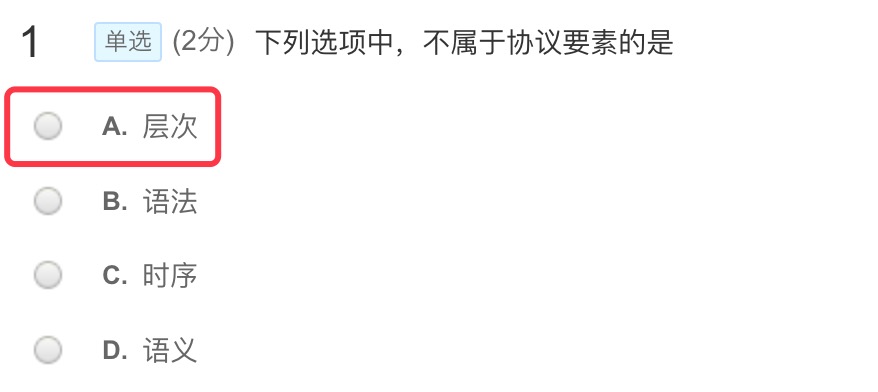 1 单选 (2分) 下列选项中，不属于协议要素的是
A. 层次
B. 语法
C. 时序
D. 语义